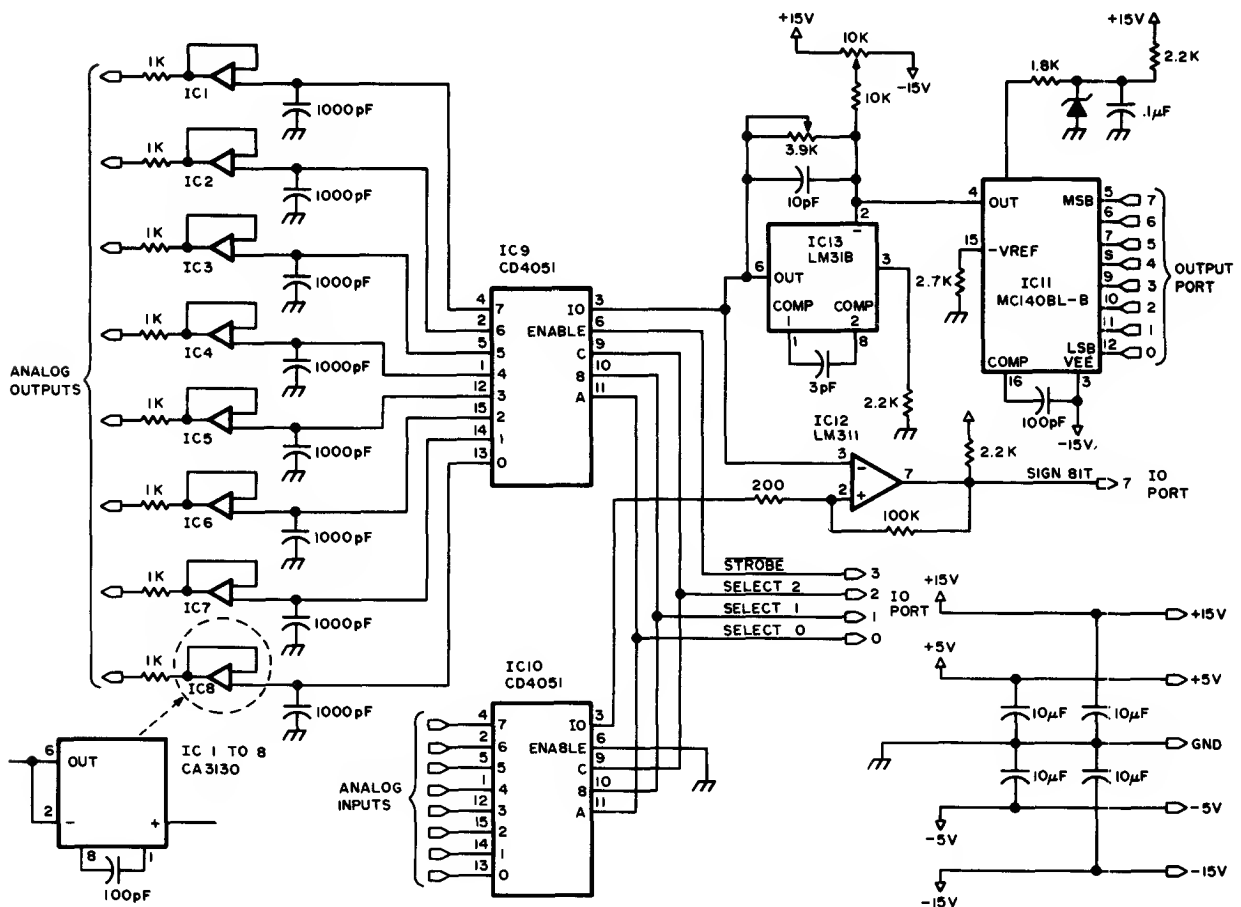 1K
IC1
1000pF
1K
IC2
1000pF
1K
IC3
1000pF
1K
IC4
1000pF
1K
IC5
1000pF
1K
IC6
1000pF
1K
IC7
1000pF
1K
IC8
1000pF
ANALOG
OUTPUTS
6
OUT
2
-
+
8
1
100pF
IC 1 TO 8
CA3130
IC9
CD4051
4
7
2
6
5
5
1
4
12
3
15
2
14
1
13
0
IO
3
ENABLE
6
C
9
B
10
A
11
IC10
CD4051
ANALOG
INPUTS
4
7
2
6
5
5
1
4
12
3
15
2
14
1
13
0
IO
3
ENABLE
6
C
9
B
10
A
11
+15V
10K
-15V
10K
3.9K
10pF
2
-
IC13
LM318
6
OUT
3
COMP
1
COMP
2
1
8
3pF
2.2K
+15V
2.2K
1.8K
.1µF
4
OUT
MSB
15
-VREF
2.7K
IC11
MC1408L-8
COMP
LSB
VEE
16
3
100pF
-15V
5
7
6
6
7
5
8
4
9
3
10
2
11
1
12
0
OUTPUT
PORT
IC12
LM311
3
-
2
+
7
200
100K
2.2K
SIGN BIT
7
IO
PORT
STROBE
3
SELECT 2
2
SELECT 1
1
SELECT 0
0
IO
PORT
+15V
+15V
+5V
+5V
10µF
10µF
GND
10µF
10µF
-5V
-5V
-15V
-15V